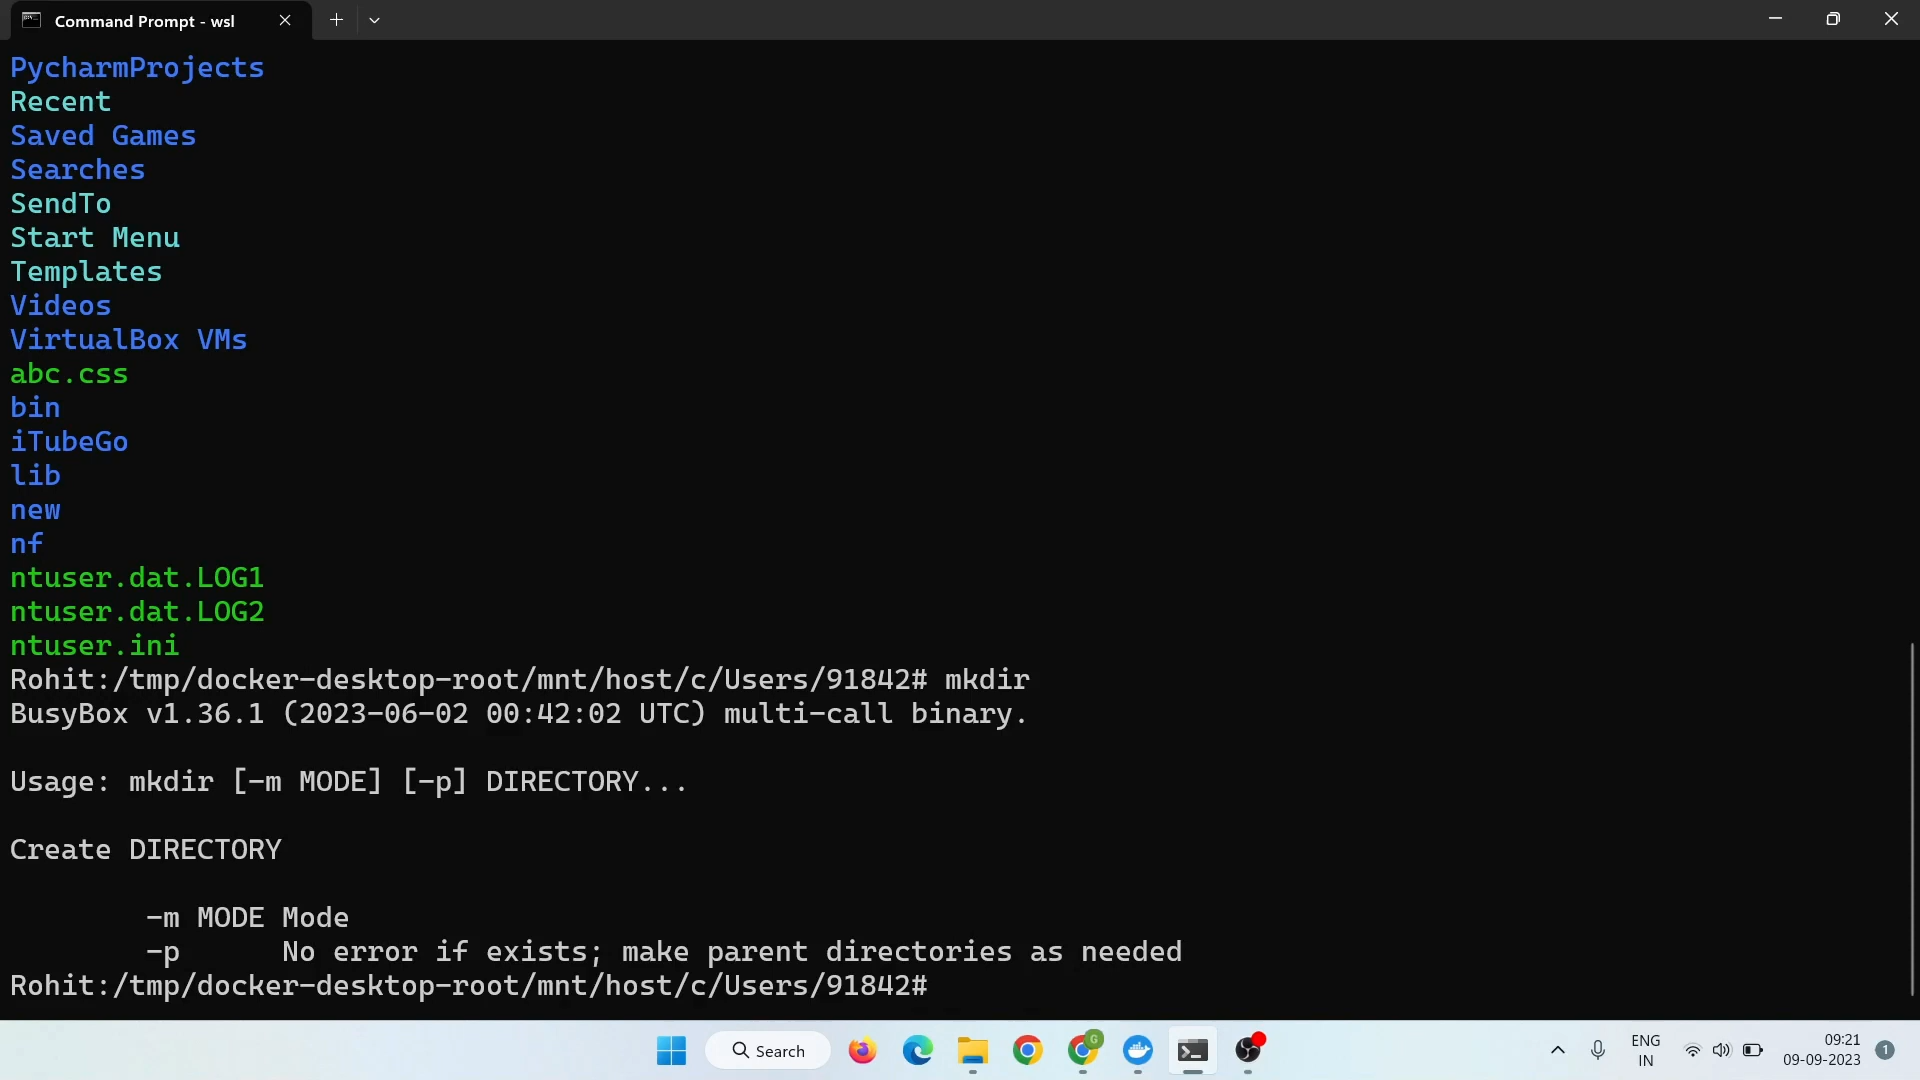 Command Prompt - wsl
PycharmProjects
Recent
Saved Games
Searches
SendTo
Start Menu
Templates
Videos
VirtualBox VMs
abc.css
bin
iTubeGo
lib
new
nf
ntuser.dat.LOG1
ntuser.dat.LOG2
ntuser.ini
Rohit:/tmp/docker-desktop-root/mnt/host/c/Users/91842# mkdir
BusyBox v1.36.1 (2023-06-02 00:42:02 UTC) multi-call binary.
Usage: mkdir [-m MODE] [-p] DIRECTORY...
Create DIRECTORY
-m MODE Mode
-p No error if exists; make parent directories as needed
Rohit:/tmp/docker-desktop-root/mnt/host/c/Users/91842#
Search
G
ENG
IN
09:21
09-09-2023
1